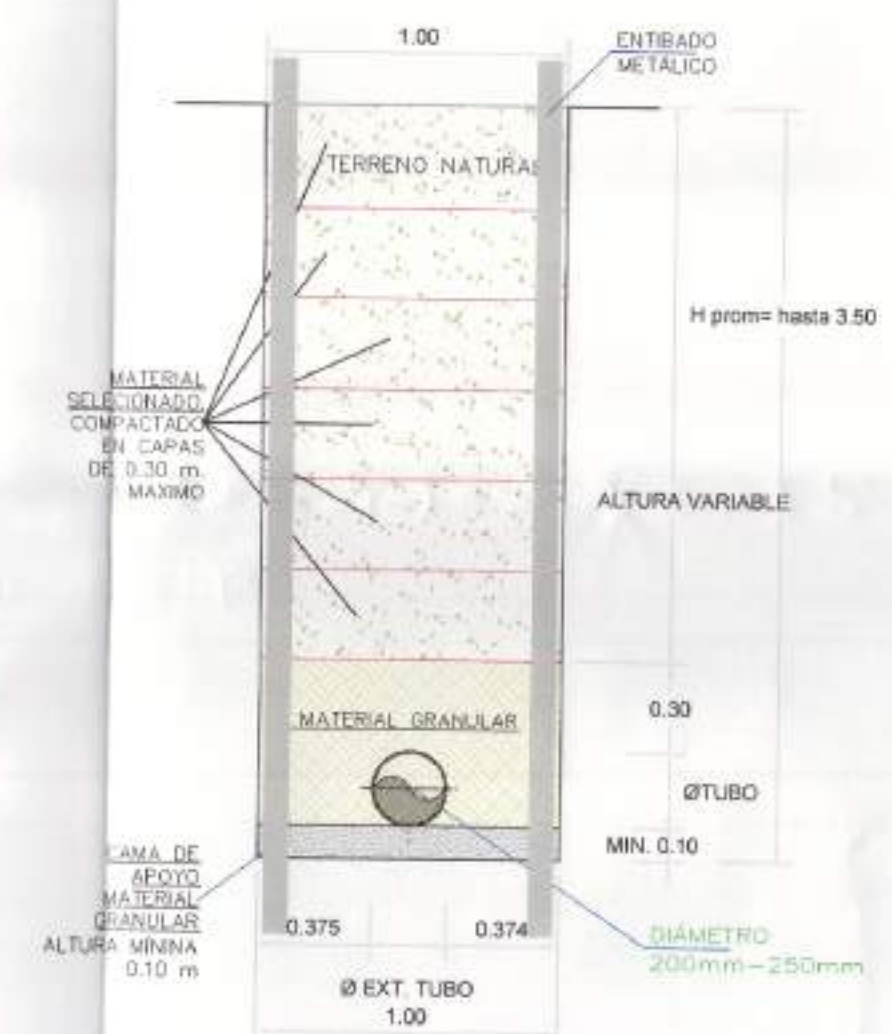 1.00
ENTIBADO
METÁLICO
TERRENO NATURAL
H prom= hasta 3.50
MATERIAL
SELECIONADO,
COMPACTADO
EN CAPAS
DE 0.30 m.
MAXIMO
ALTURA VARIABLE
MATERIAL GRANULAR
0.30
ØTUBO
MIN. 0.10
CAMA DE
APOYO
MATERIAL
GRANULAR
ALTURA MÍNINA
0.10 m
0.375
0.374
DIÁMETRO
200mm-250mm
Ø EXT. TUBO
1.00